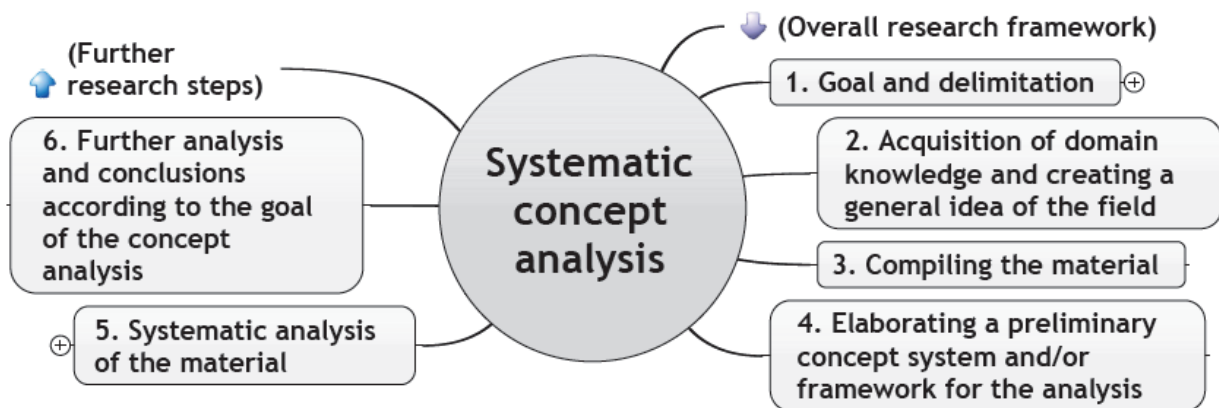 (Overall research framework)
1. Goal and delimitation
2. Acquisition of domain
knowledge and creating a
general idea of the field
3. Compiling the material
4. Elaborating a preliminary
concept system and/or
framework for the analysis
Systematic
concept
analysis
(Further
research steps)
6. Further analysis
and conclusions
according to the goal
of the concept
analysis
5. Systematic analysis
of the material